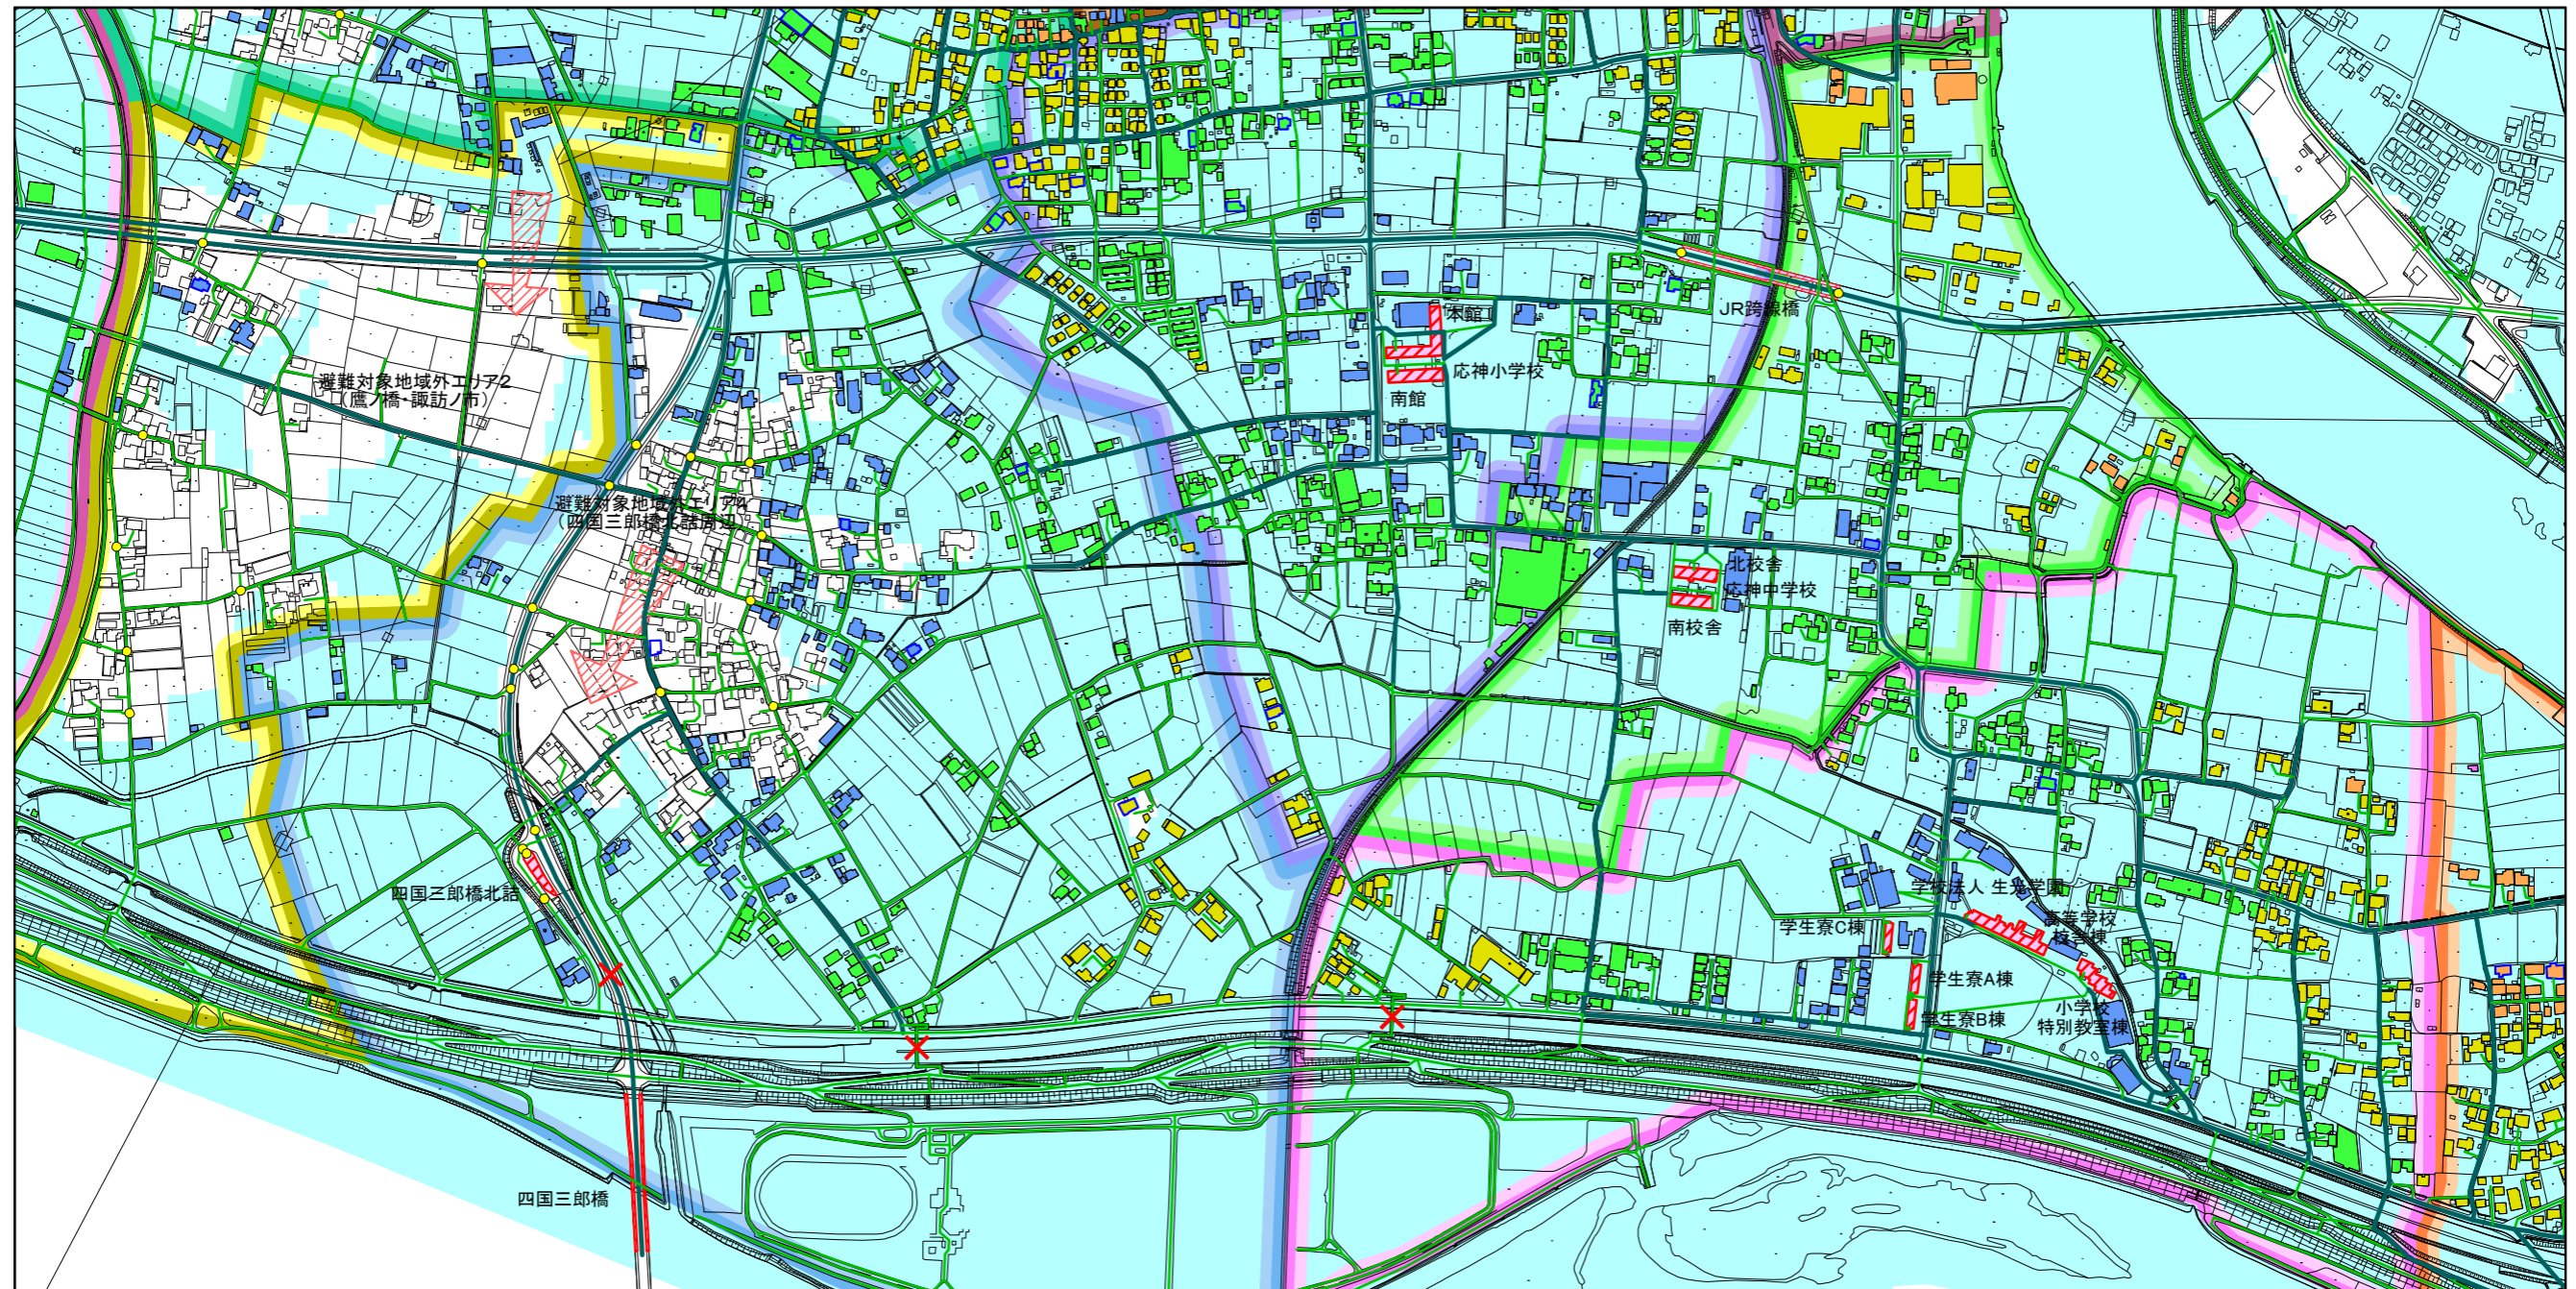 JR跨線橋
本館
応神小学校
南館
避難対象地域外エリア2
(鷹ノ橋・諏訪ノ市)
避難対象地域外エリア4
(四国三郎橋北詰周辺)
北校舎
応神中学校
南校舎
四国三郎橋北詰
学校法人 生光学園
高等学校
校舎棟
学生寮C棟
学生寮A棟
学生寮B棟
小学校
特別教室棟
四国三郎橋